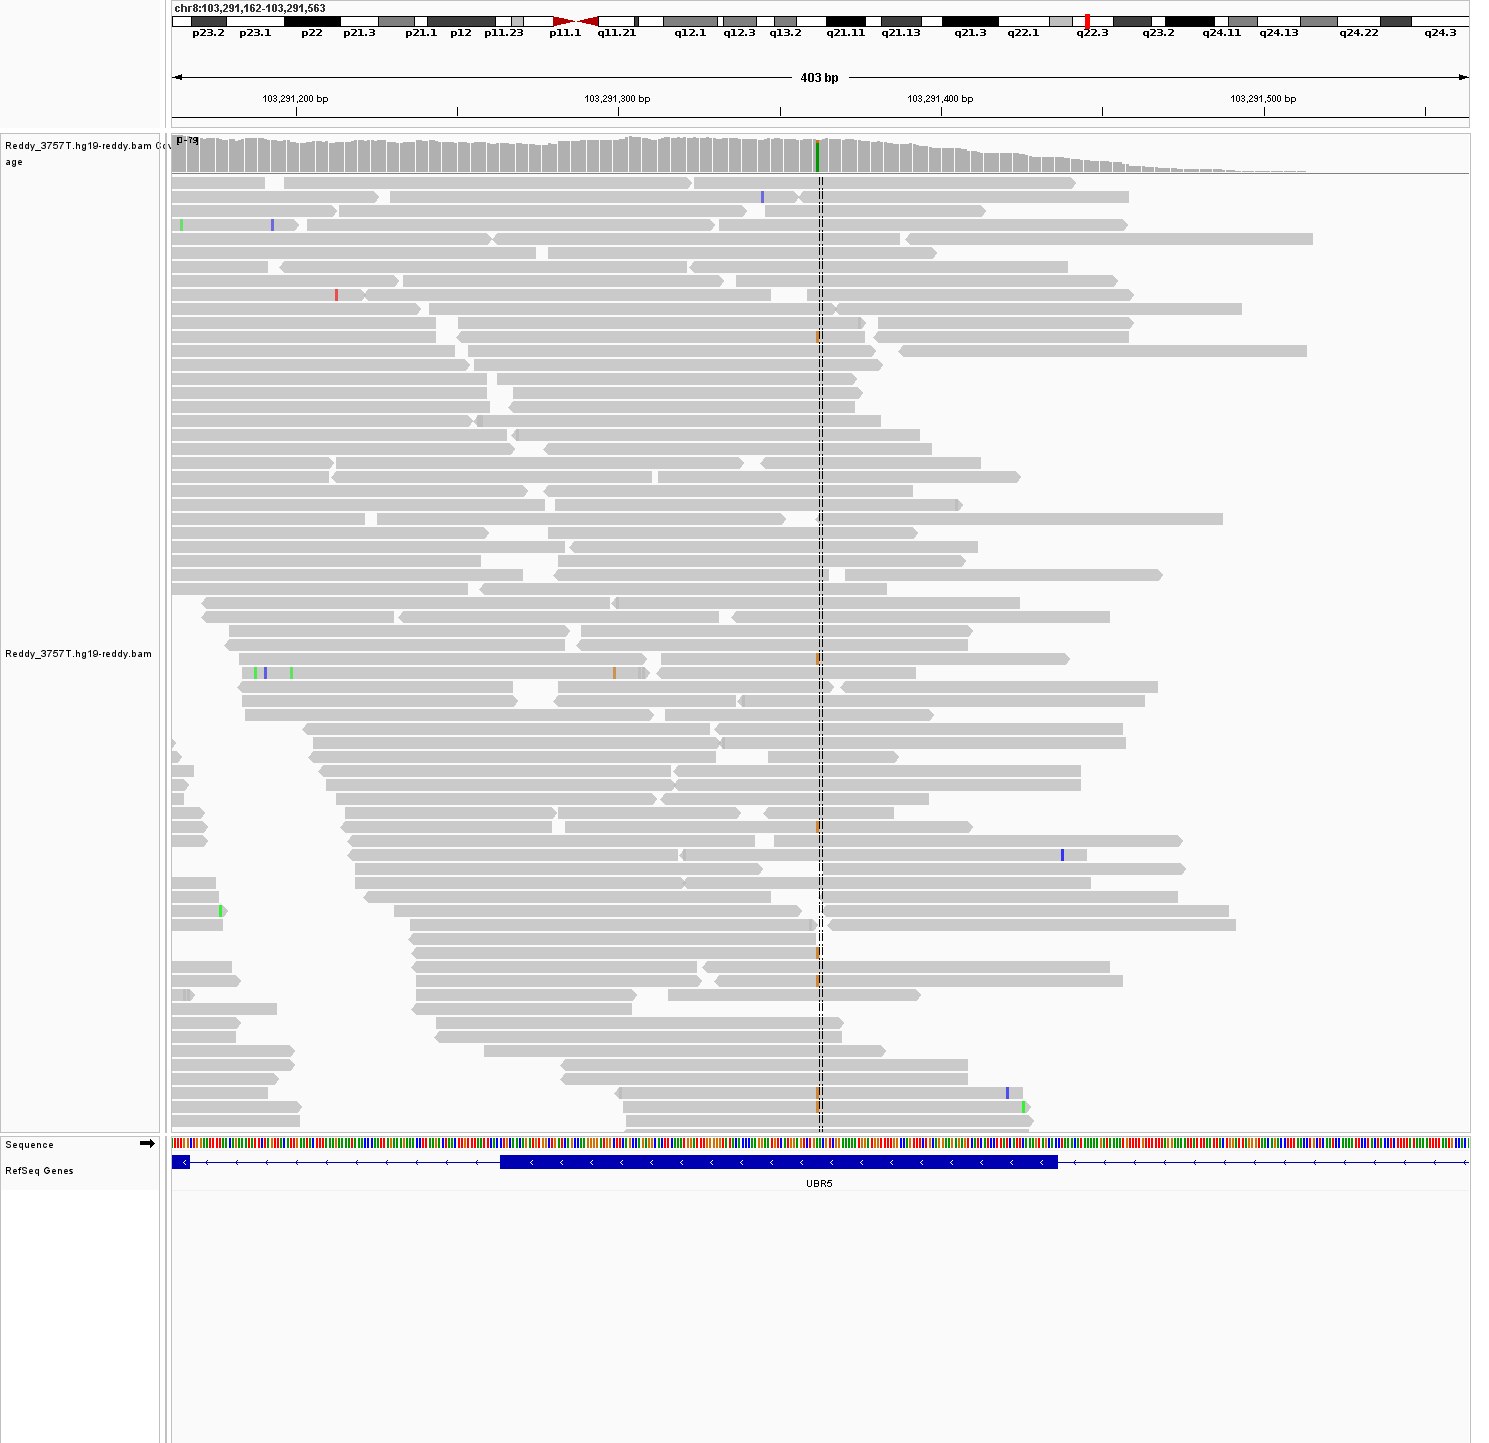 chr8:103,291,162-103,291,563
p23.2 p23.1 p22 p21.3 p21.1 p12 p11.23 p11.1 q11.21 q12.1 q12.3 q13.2 q21.11 q21.13 q21.3 q22.1 q22.3 q23.2 q24.11 q24.13 q24.22 q24.3
403 bp
103,291,200 bp 103,291,300 bp 103,291,400 bp 103,291,500 bp
Reddy_3757T.hg19-reddy.bam Cov
age
Reddy_3757T.hg19-reddy.bam
Sequence
RefSeq Genes
UBR5